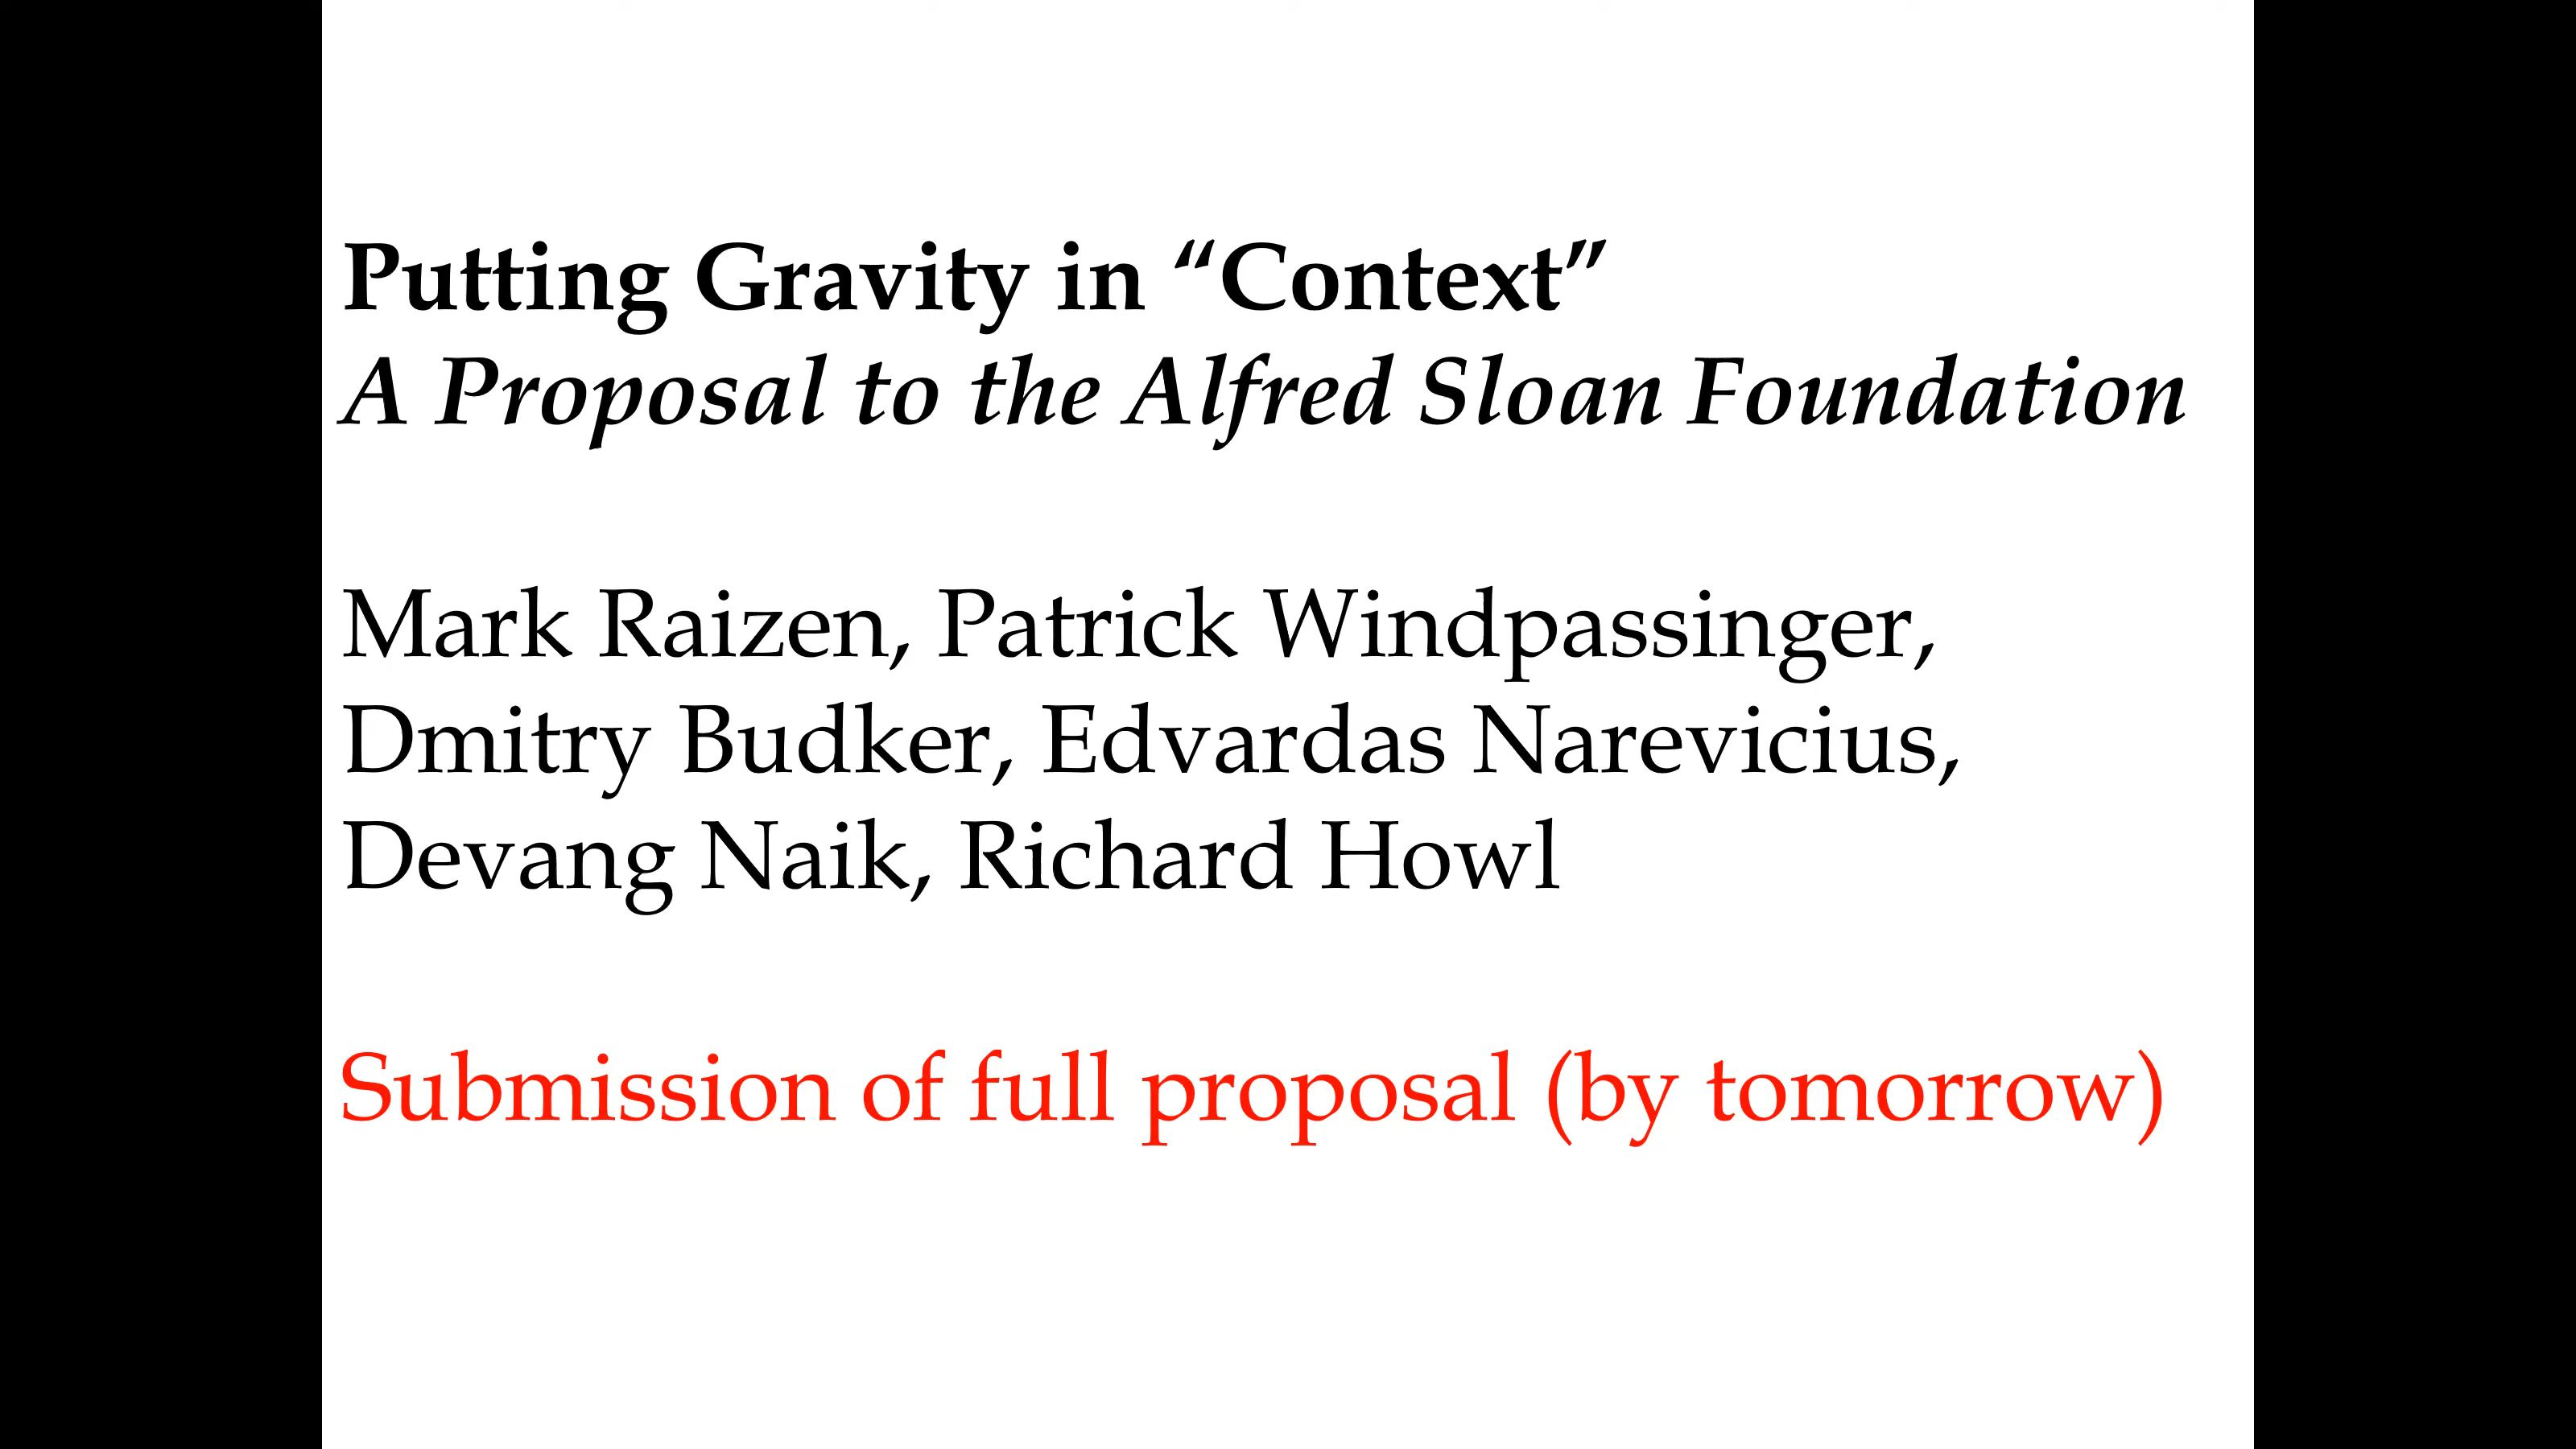 Putting Gravity in “Context”
A Proposal to the Alfred Sloan Foundation
Mark Raizen, Patrick Windpassinger,
Dmitry Budker, Edvardas Narevicius,
Devang Naik, Richard Howl
Submission of full proposal (by tomorrow)